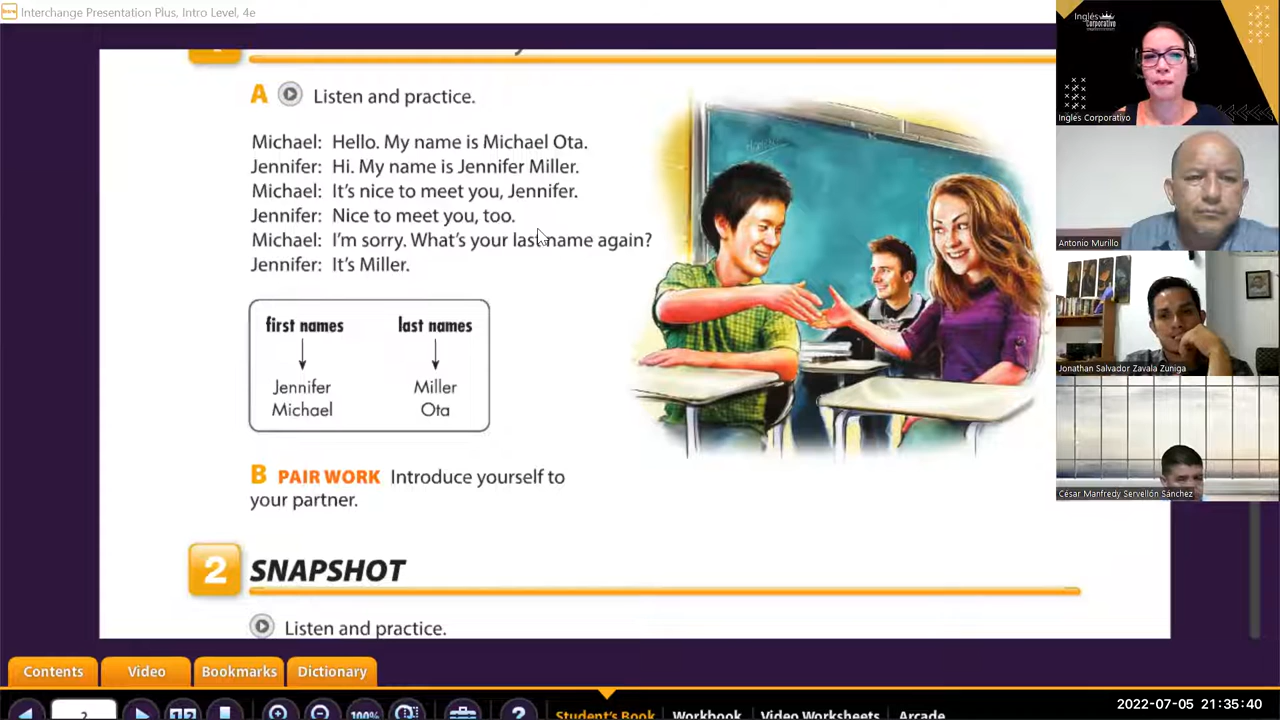 Interchange Presentation Plus, Intro Level, 4e
A Listen and practice.
Michael: Hello. My name is Michael Ota.
Jennifer: Hi. My name is Jennifer Miller.
Michael: It's nice to meet you, Jennifer.
Jennifer: Nice to meet you, too.
Michael: I'm sorry. What's your last name again?
Jennifer: It's Miller.
first names last names
Jennifer Miller
Michael Ota
B PAIR WORK Introduce yourself to
your partner.
2 SNAPSHOT
Listen and practice.
Contents Video Bookmarks Dictionary
2 100% ?
Student's Book Workbook Video Worksheets Arcade
Inglés
Corporativo
Inglés Corporativo
Antonio Murillo
Jonathan Salvador Zavala Zuniga
César Manfredy Servellón Sánchez
2022-07-05 21:35:40